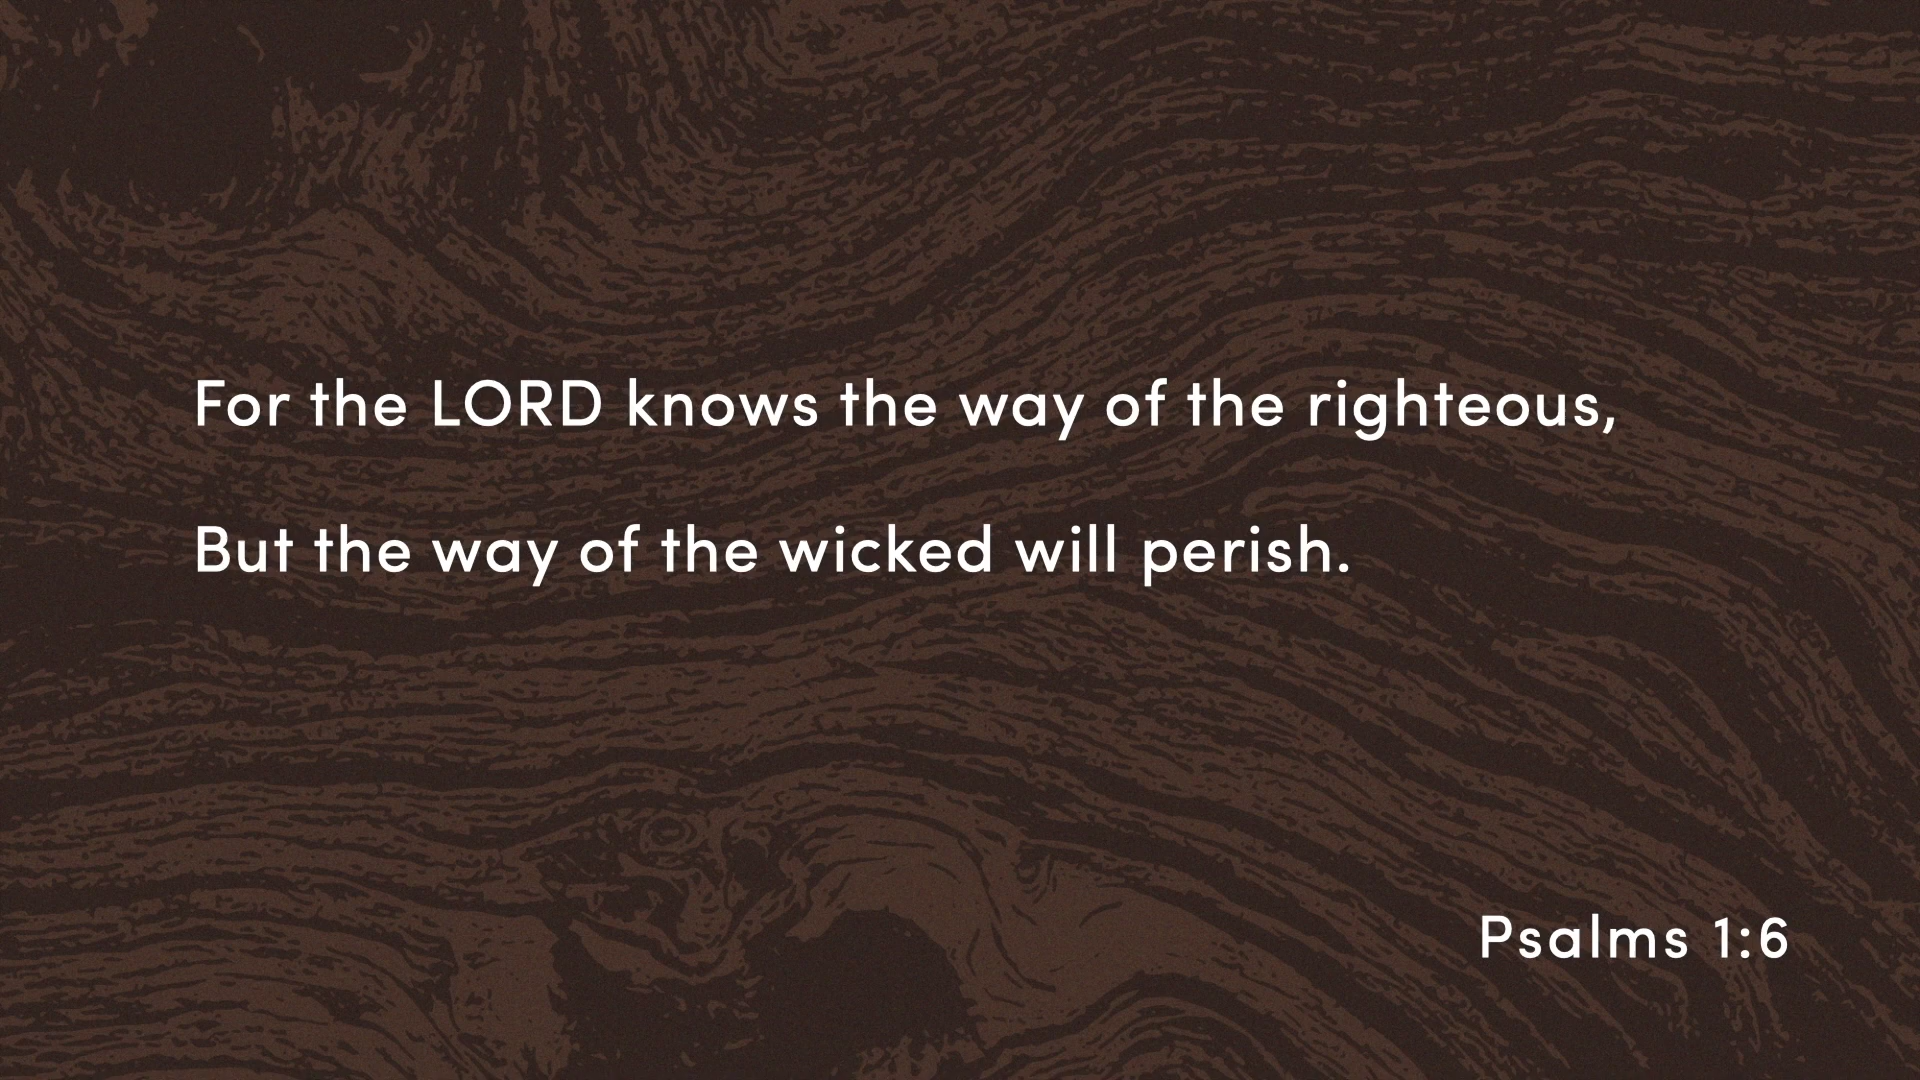 For the LORD knows the way of the righteous,
But the way of the wicked will perish.
Psalms 1:6